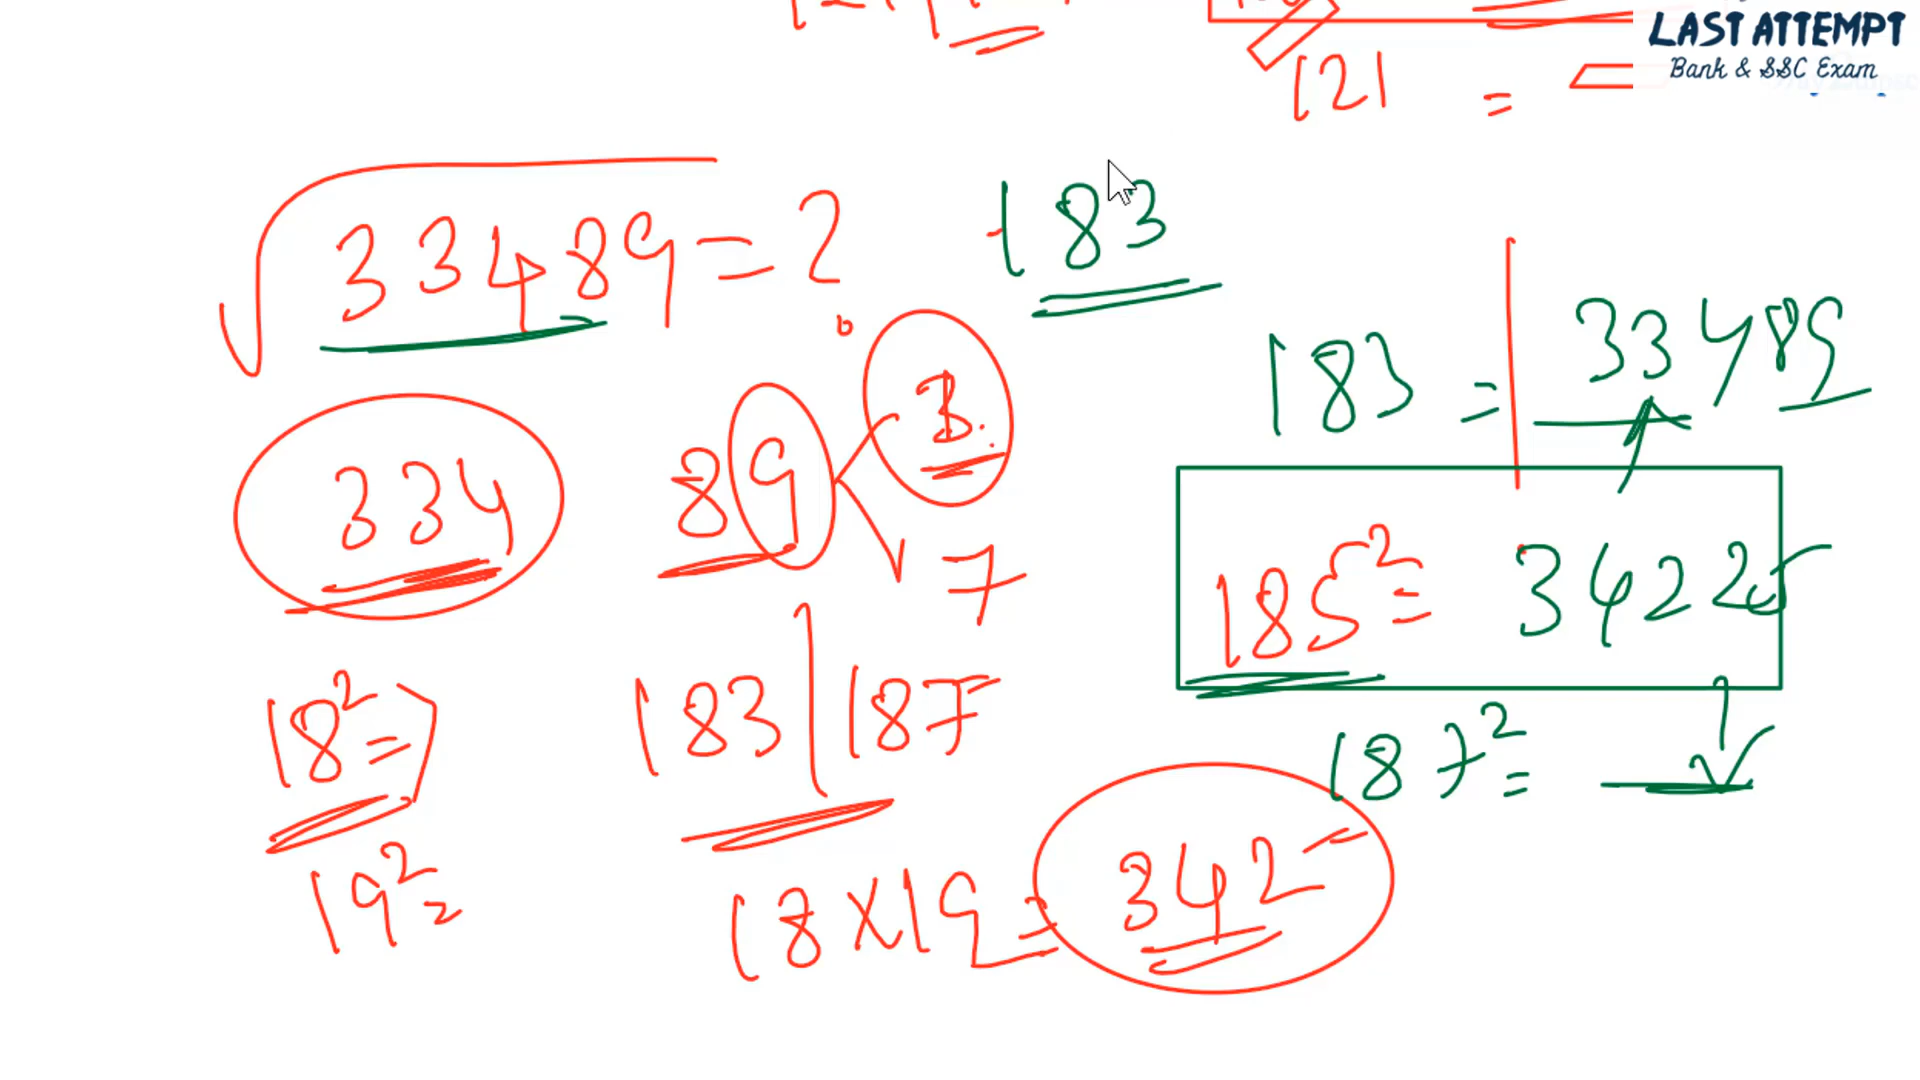 LAST ATTEMPT
Bank & SSC Exam
121 =
√33489 = ?
183
183 = 33489
334
89
3
7
185² = 34225
18² =
183 | 187
187² =
19² =
18 × 19 = 342